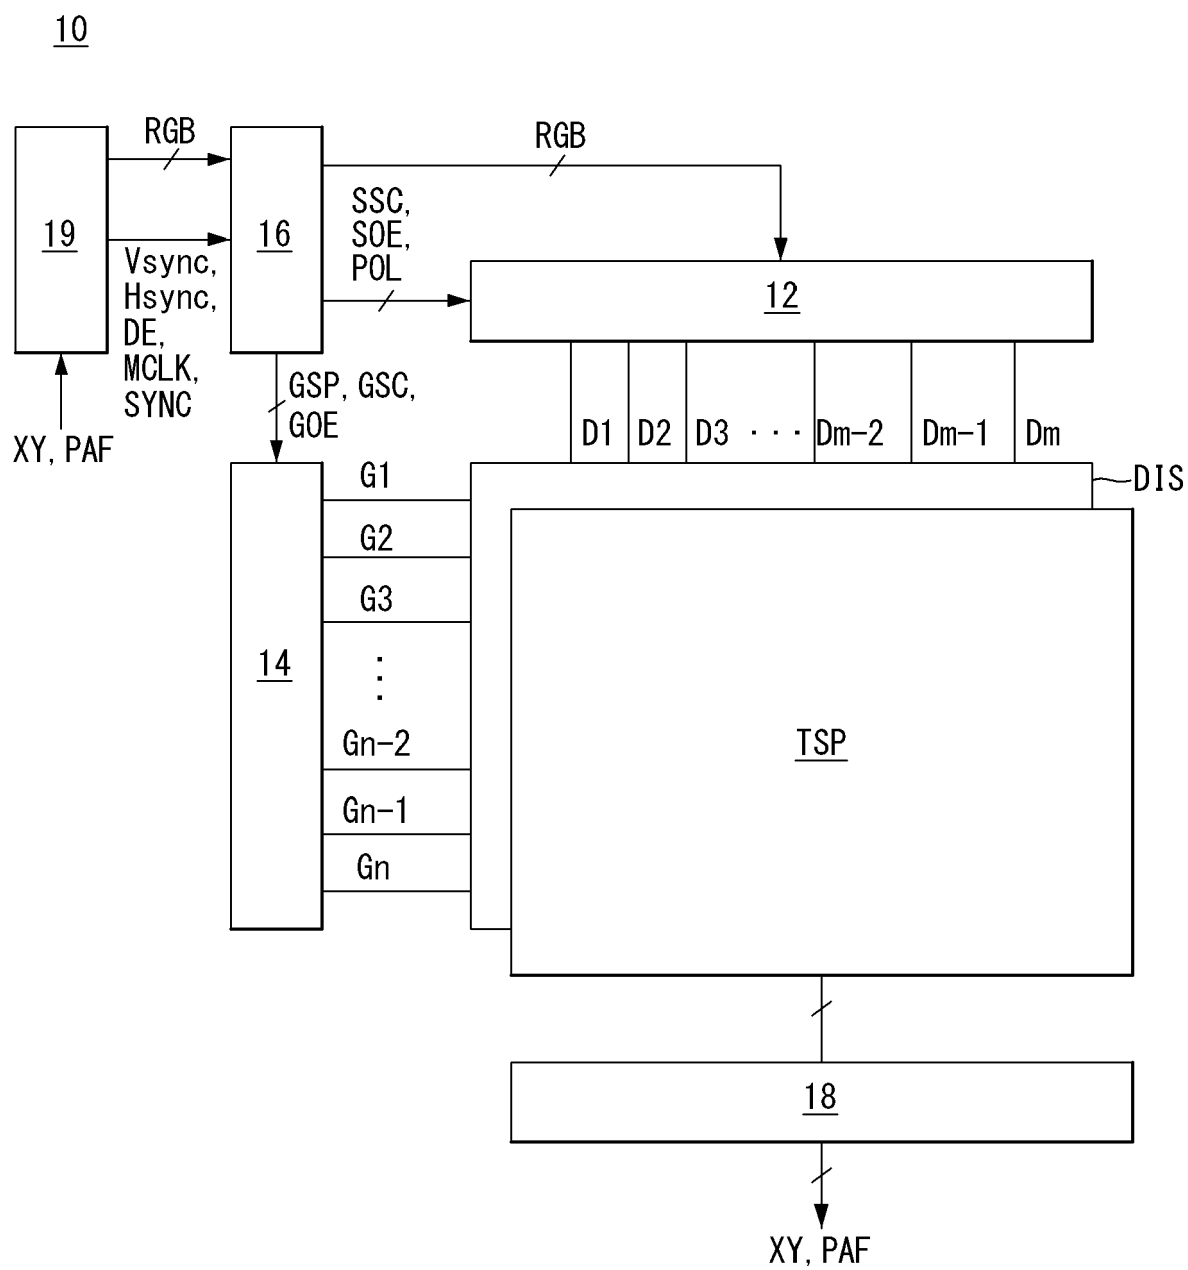 10
RGB
RGB
19
16
SSC,
SOE,
POL
Vsync,
Hsync,
DE,
MCLK,
SYNC
12
XY, PAF
GSP, GSC,
GOE
D1 D2 D3 ··· Dm-2 Dm-1 Dm
DIS
G1
G2
G3
14
Gn-2
Gn-1
Gn
TSP
18
XY, PAF